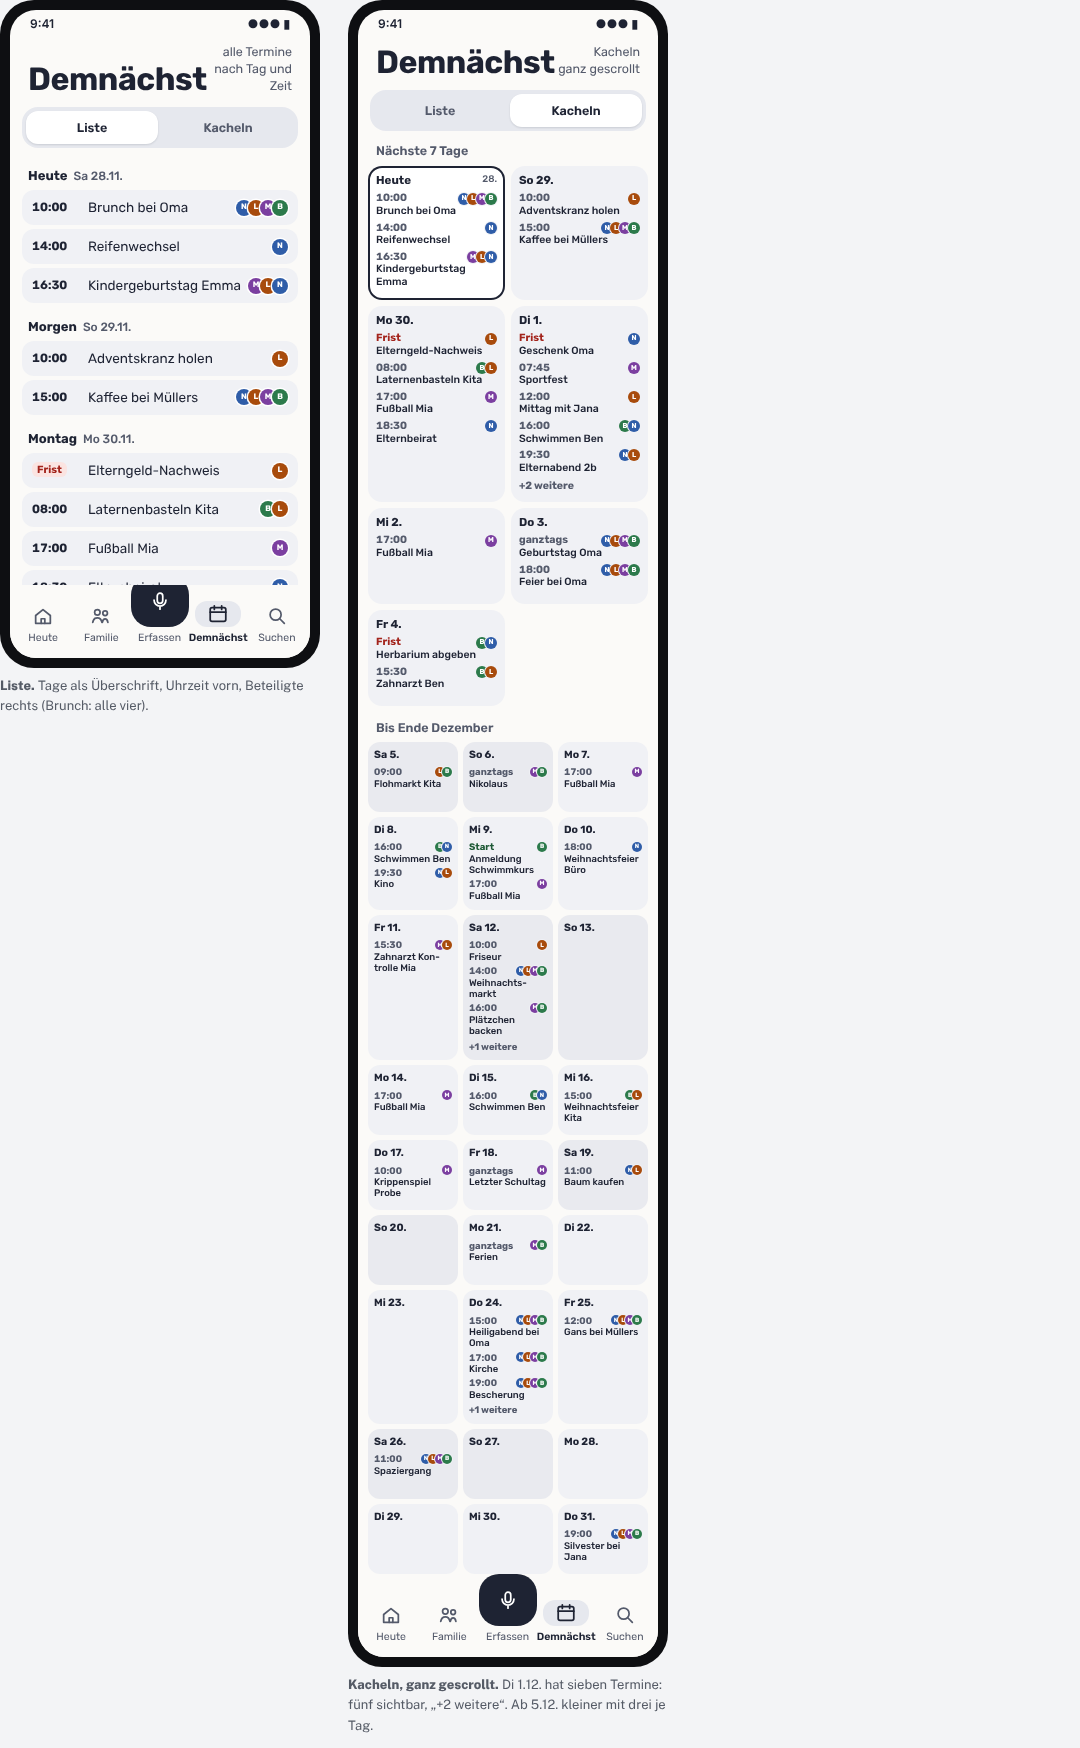 9:41
Demnächst
alle Termine
nach Tag und
Zeit
Liste
Kacheln
Heute Sa 28.11.
10:00 Brunch bei Oma N L M B
14:00 Reifenwechsel N
16:30 Kindergeburtstag Emma M L N
Morgen So 29.11.
10:00 Adventskranz holen L
15:00 Kaffee bei Müllers N L M B
Montag Mo 30.11.
Frist Elterngeld-Nachweis L
08:00 Laternenbasteln Kita B L
17:00 Fußball Mia M
Heute Familie Erfassen Demnächst Suchen
Liste. Tage als Überschrift, Uhrzeit vorn, Beteiligte
rechts (Brunch: alle vier).
9:41
Demnächst
Kacheln
ganz gescrollt
Liste
Kacheln
Nächste 7 Tage
Heute 28.
10:00 N L M B
Brunch bei Oma
14:00 N
Reifenwechsel
16:30 M L N
Kindergeburtstag
Emma
So 29.
10:00 L
Adventskranz holen
15:00 N L M B
Kaffee bei Müllers
Mo 30.
Frist L
Elterngeld-Nachweis
08:00 B L
Laternenbasteln Kita
17:00 M
Fußball Mia
18:30 N
Elternbeirat
Di 1.
Frist N
Geschenk Oma
07:45 M
Sportfest
12:00 L
Mittag mit Jana
16:00 B N
Schwimmen Ben
19:30 N L
Elternabend 2b
+2 weitere
Mi 2.
17:00 M
Fußball Mia
Do 3.
ganztags N L M B
Geburtstag Oma
18:00 N L M B
Feier bei Oma
Fr 4.
Frist B N
Herbarium abgeben
15:30 B L
Zahnarzt Ben
Bis Ende Dezember
Sa 5.
09:00 L B
Flohmarkt Kita
So 6.
ganztags M B
Nikolaus
Mo 7.
17:00 M
Fußball Mia
Di 8.
16:00 B N
Schwimmen Ben
19:30 N L
Kino
Mi 9.
Start B
Anmeldung
Schwimmkurs
17:00 M
Fußball Mia
Do 10.
18:00 N
Weihnachtsfeier
Büro
Fr 11.
15:30 M L
Zahnarzt Kon-
trolle Mia
Sa 12.
10:00 L
Friseur
14:00 N L M B
Weihnachts-
markt
16:00 M B
Plätzchen
backen
+1 weitere
So 13.
Mo 14.
17:00 M
Fußball Mia
Di 15.
16:00 B N
Schwimmen Ben
Mi 16.
15:00 B L
Weihnachtsfeier
Kita
Do 17.
10:00 M
Krippenspiel
Probe
Fr 18.
ganztags M
Letzter Schultag
Sa 19.
11:00 N L
Baum kaufen
So 20.
Mo 21.
ganztags M B
Ferien
Di 22.
Mi 23.
Do 24.
15:00 N L M B
Heiligabend bei
Oma
17:00 N L M B
Kirche
19:00 N L M B
Bescherung
+1 weitere
Fr 25.
12:00 N L M B
Gans bei Müllers
Sa 26.
11:00 N L M B
Spaziergang
So 27.
Mo 28.
Di 29.
Mi 30.
Do 31.
19:00 N L M B
Silvester bei
Jana
Heute Familie Erfassen Demnächst Suchen
Kacheln, ganz gescrollt. Di 1.12. hat sieben Termine:
fünf sichtbar, „+2 weitere“. Ab 5.12. kleiner mit drei je
Tag.